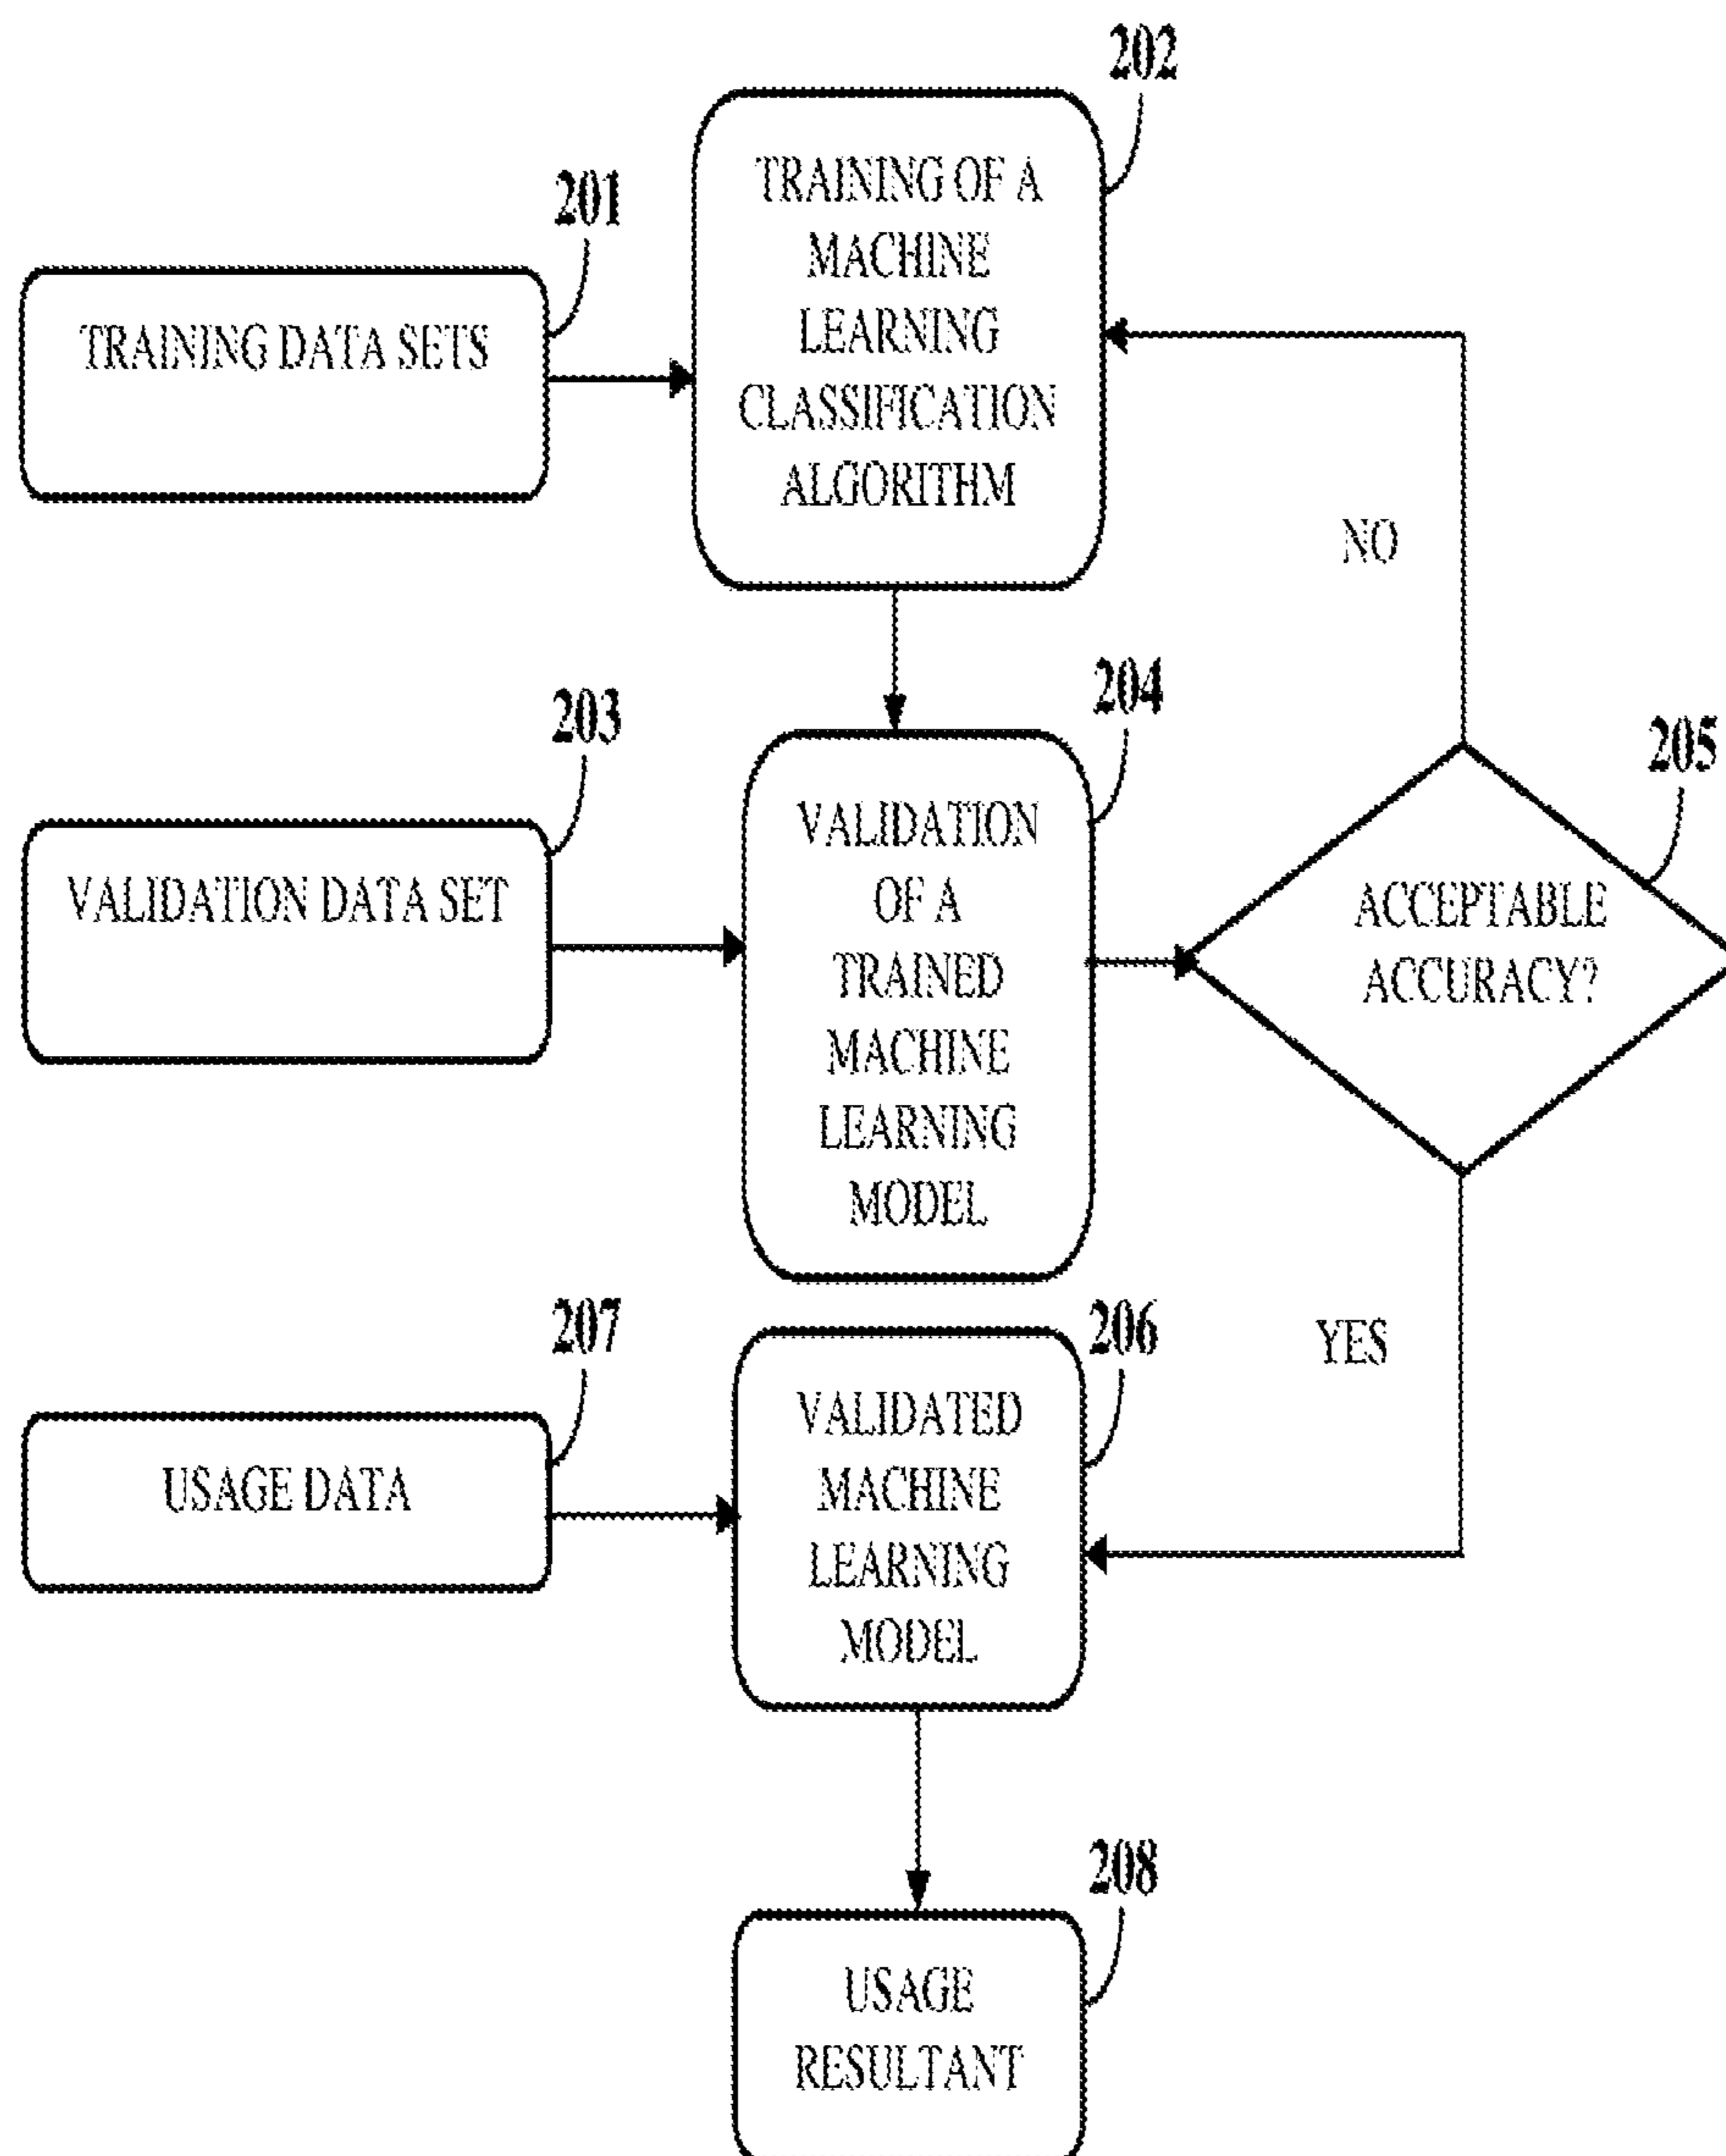 202
TRAINING OF A
MACHINE
LEARNING
CLASSIFICATION
ALGORITHM
201
TRAINING DATA SETS
NO
204
203
205
VALIDATION
OF A
TRAINED
MACHINE
LEARNING
MODEL
VALIDATION DATA SET
ACCEPTABLE
ACCURACY?
207
206
YES
USAGE DATA
VALIDATED
MACHINE
LEARNING
MODEL
208
USAGE
RESULTANT